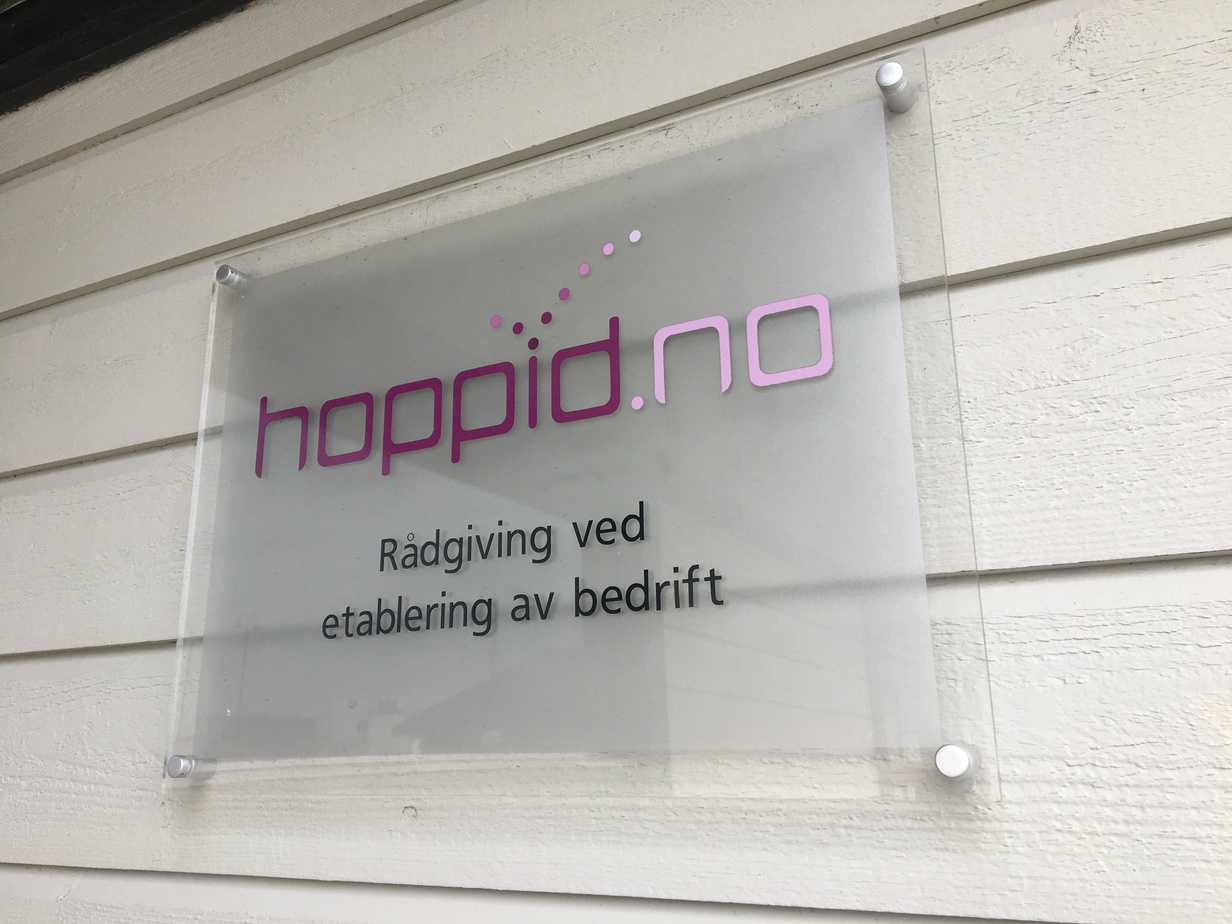 hoppid.no
Rådgiving ved
etablering av bedrift